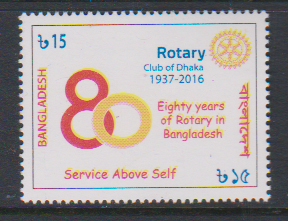 ৳15
Rotary
Club of Dhaka
1937-2016
BANGLADESH
80
Eighty years
of Rotary in
Bangladesh
বাংলাদেশ
Service Above Self
৳১৫